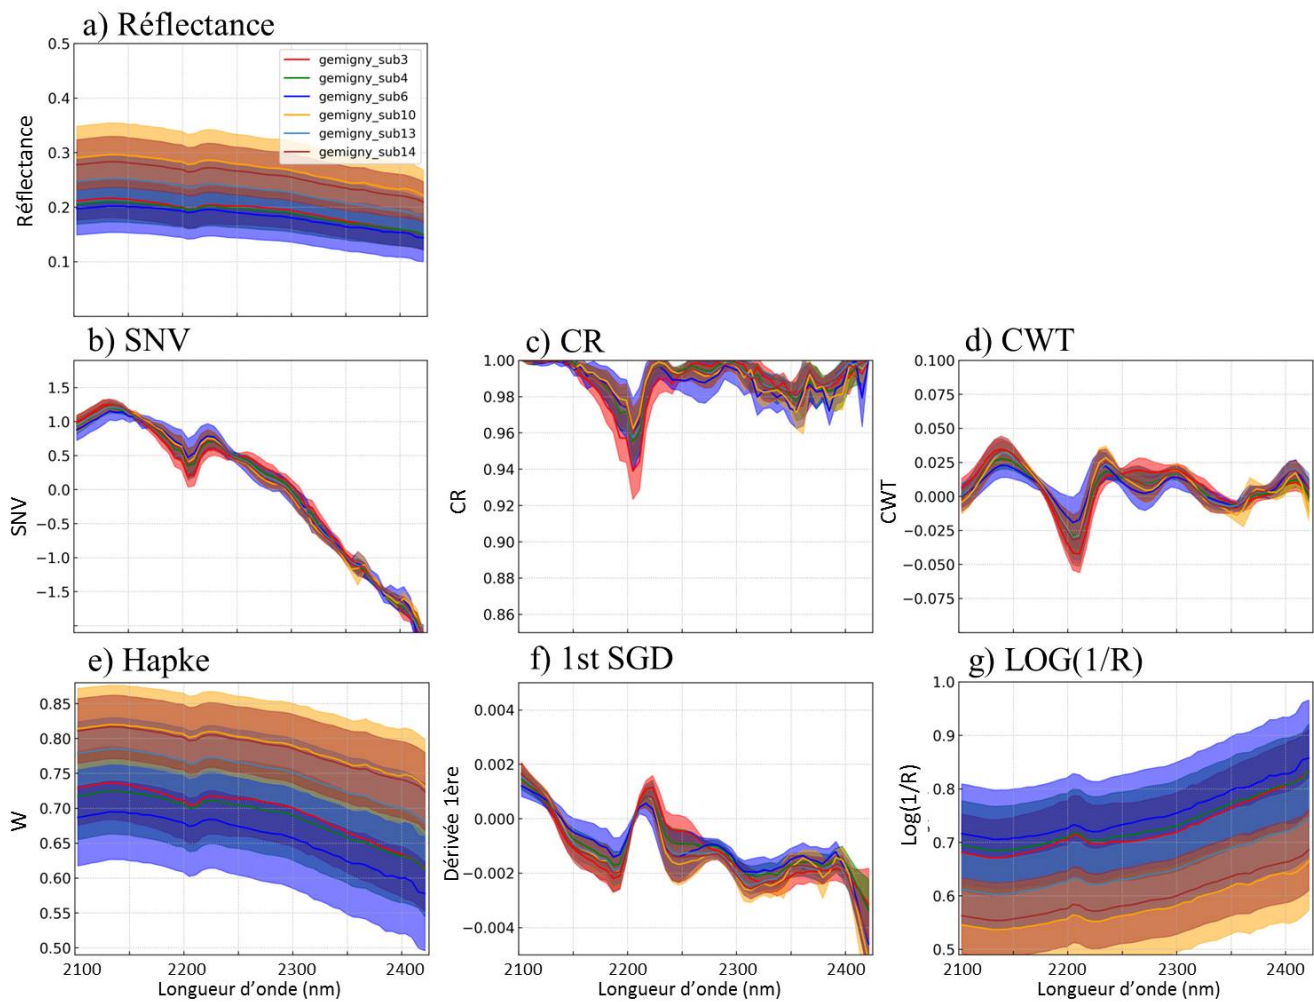 a) Réflectance
0.5
0.4
0.3
0.2
0.1
Réflectance
gemigny_sub3
gemigny_sub4
gemigny_sub6
gemigny_sub10
gemigny_sub13
gemigny_sub14
b) SNV
1.5
1.0
0.5
0.0
−0.5
−1.0
−1.5
SNV
c) CR
1.00
0.98
0.96
0.94
0.92
0.90
0.88
0.86
CR
d) CWT
0.100
0.075
0.050
0.025
0.000
−0.025
−0.050
−0.075
CWT
e) Hapke
0.85
0.80
0.75
0.70
0.65
0.60
0.55
0.50
W
2100 2200 2300 2400
Longueur d’onde (nm)
f) 1st SGD
0.004
0.002
0.000
−0.002
−0.004
Dérivée 1ère
2100 2200 2300 2400
Longueur d’onde (nm)
g) LOG(1/R)
1.0
0.9
0.8
0.7
0.6
0.5
Log(1/R)
2100 2200 2300 2400
Longueur d’onde (nm)